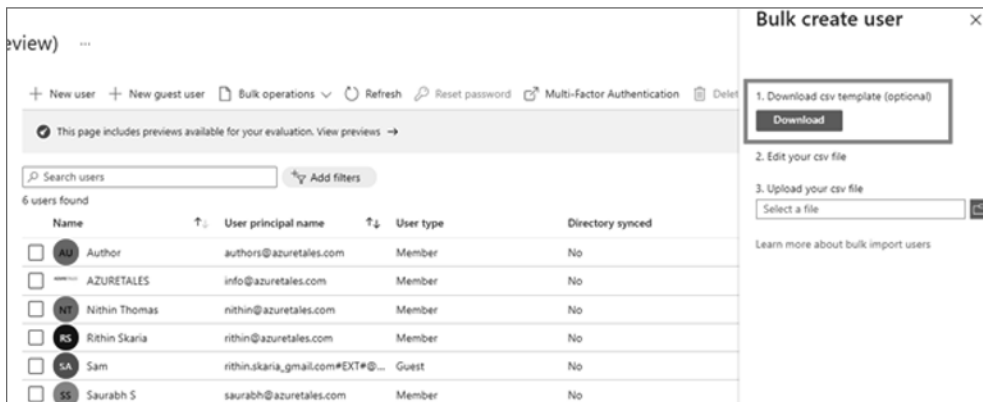 Bulk create user
eview) ...
New user New guest user Bulk operations Refresh Reset password Multi-Factor Authentication Delet
1. Download csv template (optional)
Download
This page includes previews available for your evaluation. View previews →
2. Edit your csv file
Search users Add filters
3. Upload your csv file
6 users found
Select a file
Name User principal name User type Directory synced
Learn more about bulk import users
AU Author authors@azuretales.com Member No
AZURETALES info@azuretales.com Member No
NT Nithin Thomas nithin@azuretales.com Member No
RS Rithin Skaria rithin@azuretales.com Member No
SA Sam rithin.skaria_gmail.com#EXT#@... Guest No
SS Saurabh S saurabh@azuretales.com Member No